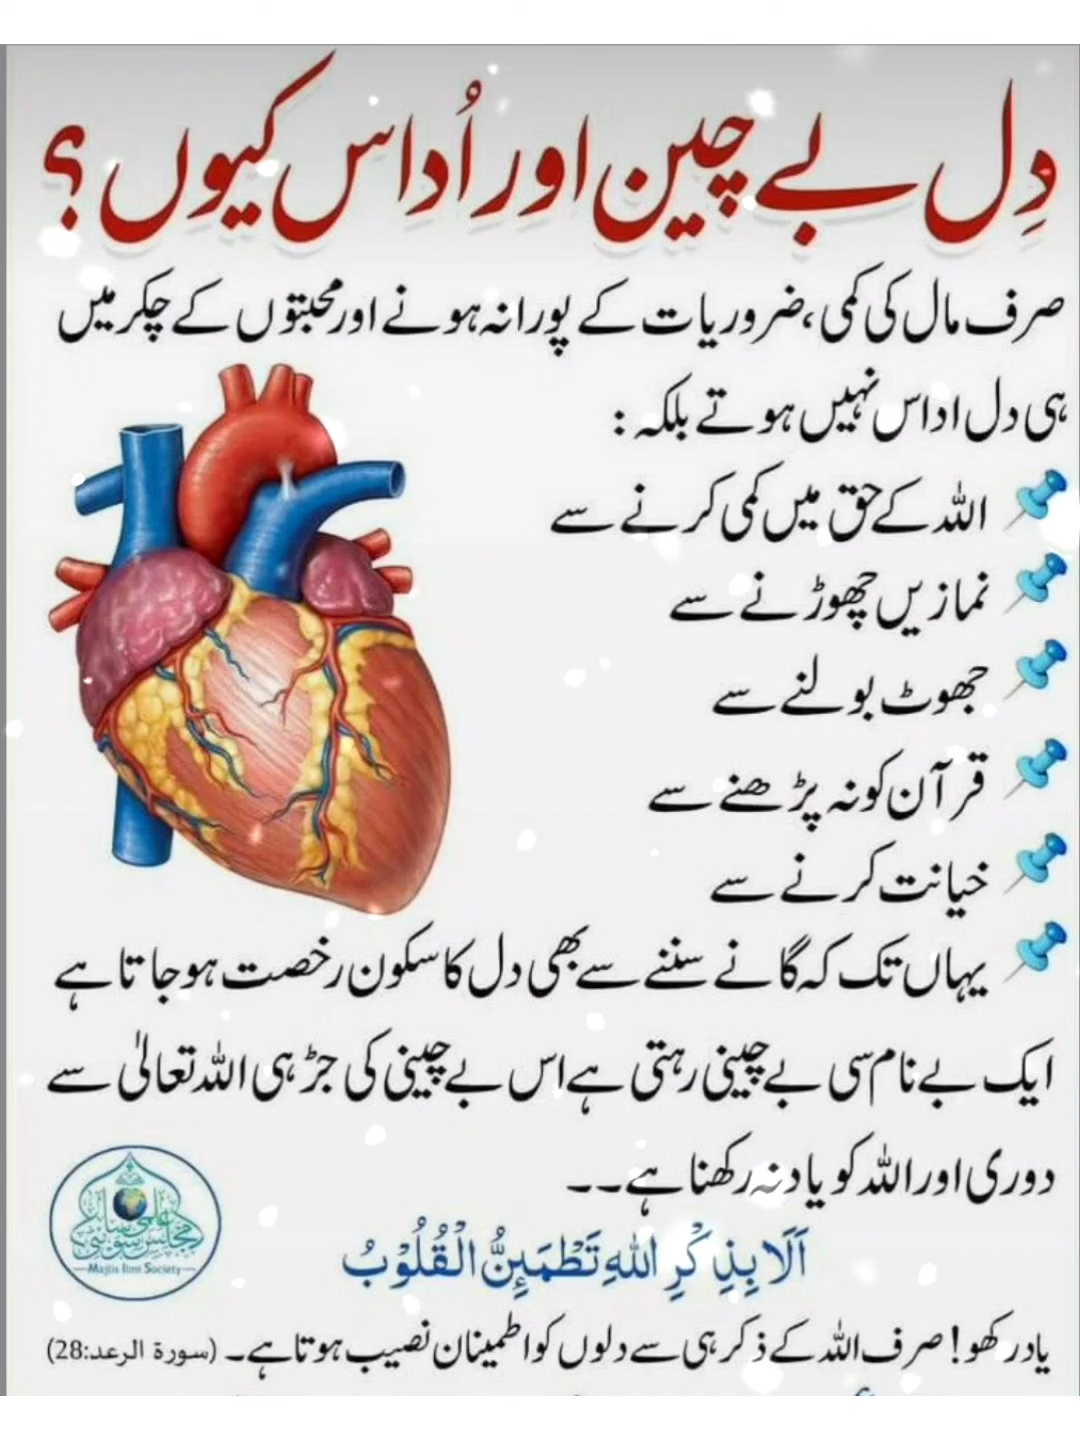 دِل بے چین اور اُداس کیوں؟
صرف مال کی کمی، ضروریات کے پورا نہ ہونے اور محبتوں کے چکر میں
ہی دل اداس نہیں ہوتے بلکہ:
اللہ کے حق میں کمی کرنے سے
نمازیں چھوڑنے سے
جھوٹ بولنے سے
قرآن کو نہ پڑھنے سے
خیانت کرنے سے
یہاں تک کہ گانے سننے سے بھی دل کا سکون رخصت ہو جاتا ہے
ایک بے نام سی بے چینی رہتی ہے اس بے چینی کی جڑ ہی اللہ تعالیٰ سے
دوری اور اللہ کو یاد نہ رکھنا ہے۔۔
اَلَا بِذِكْرِ اللهِ تَطْمَئِنُّ الْقُلُوْبُ
یاد رکھو! صرف اللہ کے ذکر ہی سے دلوں کو اطمینان نصیب ہوتا ہے۔ (سورۃ الرعد:28)
Majlis Ilmi Society